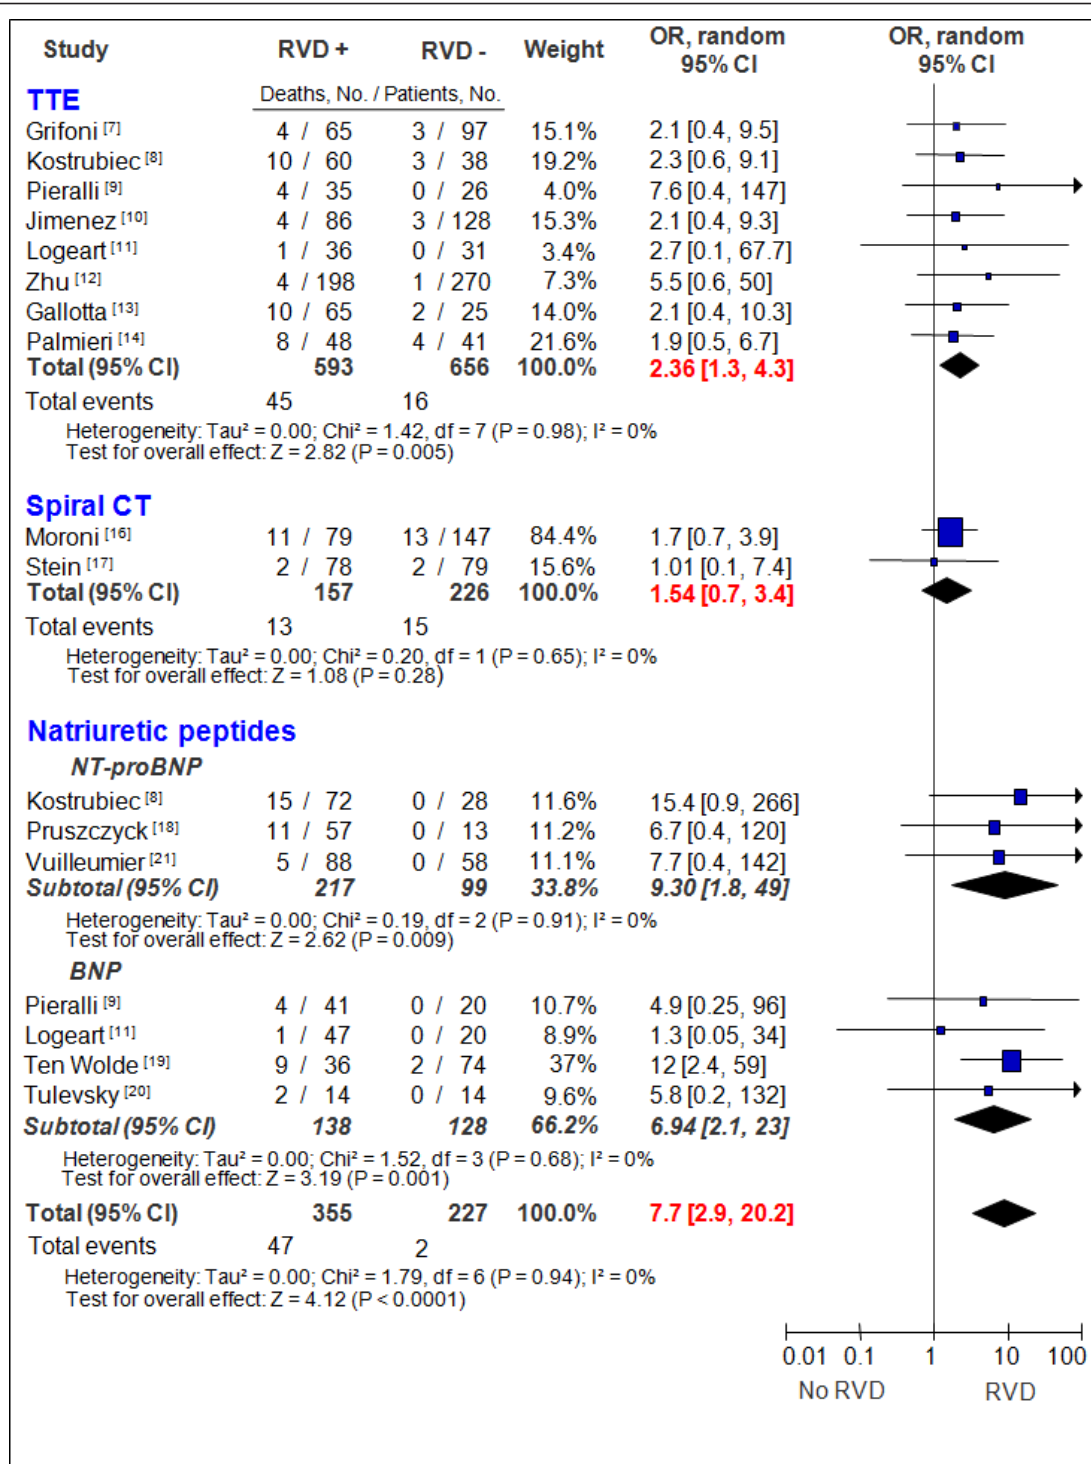 Study RVD + RVD - Weight OR, random 95% CI OR, random 95% CI
Deaths, No. / Patients, No.
TTE
Grifoni [7] 4 / 65 3 / 97 15.1% 2.1 [0.4, 9.5]
Kostrubiec [8] 10 / 60 3 / 38 19.2% 2.3 [0.6, 9.1]
Pieralli [9] 4 / 35 0 / 26 4.0% 7.6 [0.4, 147]
Jimenez [10] 4 / 86 3 / 128 15.3% 2.1 [0.4, 9.3]
Logeart [11] 1 / 36 0 / 31 3.4% 2.7 [0.1, 67.7]
Zhu [12] 4 / 198 1 / 270 7.3% 5.5 [0.6, 50]
Gallotta [13] 10 / 65 2 / 25 14.0% 2.1 [0.4, 10.3]
Palmieri [14] 8 / 48 4 / 41 21.6% 1.9 [0.5, 6.7]
Total (95% CI) 593 656 100.0% 2.36 [1.3, 4.3]
Total events 45 16
Heterogeneity: Tau² = 0.00; Chi² = 1.42, df = 7 (P = 0.98); I² = 0%
Test for overall effect: Z = 2.82 (P = 0.005)
Spiral CT
Moroni [16] 11 / 79 13 / 147 84.4% 1.7 [0.7, 3.9]
Stein [17] 2 / 78 2 / 79 15.6% 1.01 [0.1, 7.4]
Total (95% CI) 157 226 100.0% 1.54 [0.7, 3.4]
Total events 13 15
Heterogeneity: Tau² = 0.00; Chi² = 0.20, df = 1 (P = 0.65); I² = 0%
Test for overall effect: Z = 1.08 (P = 0.28)
Natriuretic peptides
NT-proBNP
Kostrubiec [8] 15 / 72 0 / 28 11.6% 15.4 [0.9, 266]
Pruszczyck [18] 11 / 57 0 / 13 11.2% 6.7 [0.4, 120]
Vuilleumier [21] 5 / 88 0 / 58 11.1% 7.7 [0.4, 142]
Subtotal (95% CI) 217 99 33.8% 9.30 [1.8, 49]
Heterogeneity: Tau² = 0.00; Chi² = 0.19, df = 2 (P = 0.91); I² = 0%
Test for overall effect: Z = 2.62 (P = 0.009)
BNP
Pieralli [9] 4 / 41 0 / 20 10.7% 4.9 [0.25, 96]
Logeart [11] 1 / 47 0 / 20 8.9% 1.3 [0.05, 34]
Ten Wolde [19] 9 / 36 2 / 74 37% 12 [2.4, 59]
Tulevsky [20] 2 / 14 0 / 14 9.6% 5.8 [0.2, 132]
Subtotal (95% CI) 138 128 66.2% 6.94 [2.1, 23]
Heterogeneity: Tau² = 0.00; Chi² = 1.52, df = 3 (P = 0.68); I² = 0%
Test for overall effect: Z = 3.19 (P = 0.001)
Total (95% CI) 355 227 100.0% 7.7 [2.9, 20.2]
Total events 47 2
Heterogeneity: Tau² = 0.00; Chi² = 1.79, df = 6 (P = 0.94); I² = 0%
Test for overall effect: Z = 4.12 (P < 0.0001)
0.01 0.1 1 10 100
No RVD RVD